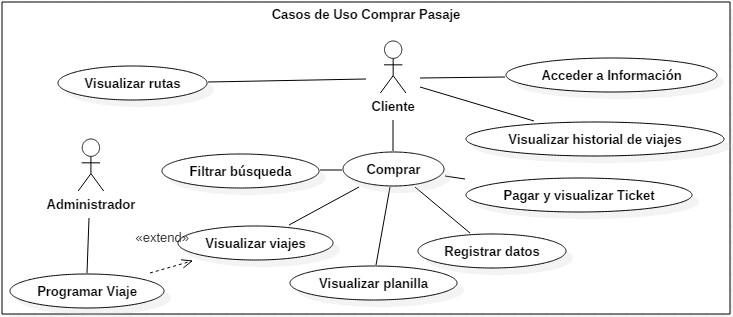 Casos de Uso Comprar Pasaje
Visualizar rutas
Acceder a Información
Cliente
Visualizar historial de viajes
Filtrar búsqueda
Comprar
Pagar y visualizar Ticket
Administrador
«extend»
Visualizar viajes
Registrar datos
Programar Viaje
Visualizar planilla